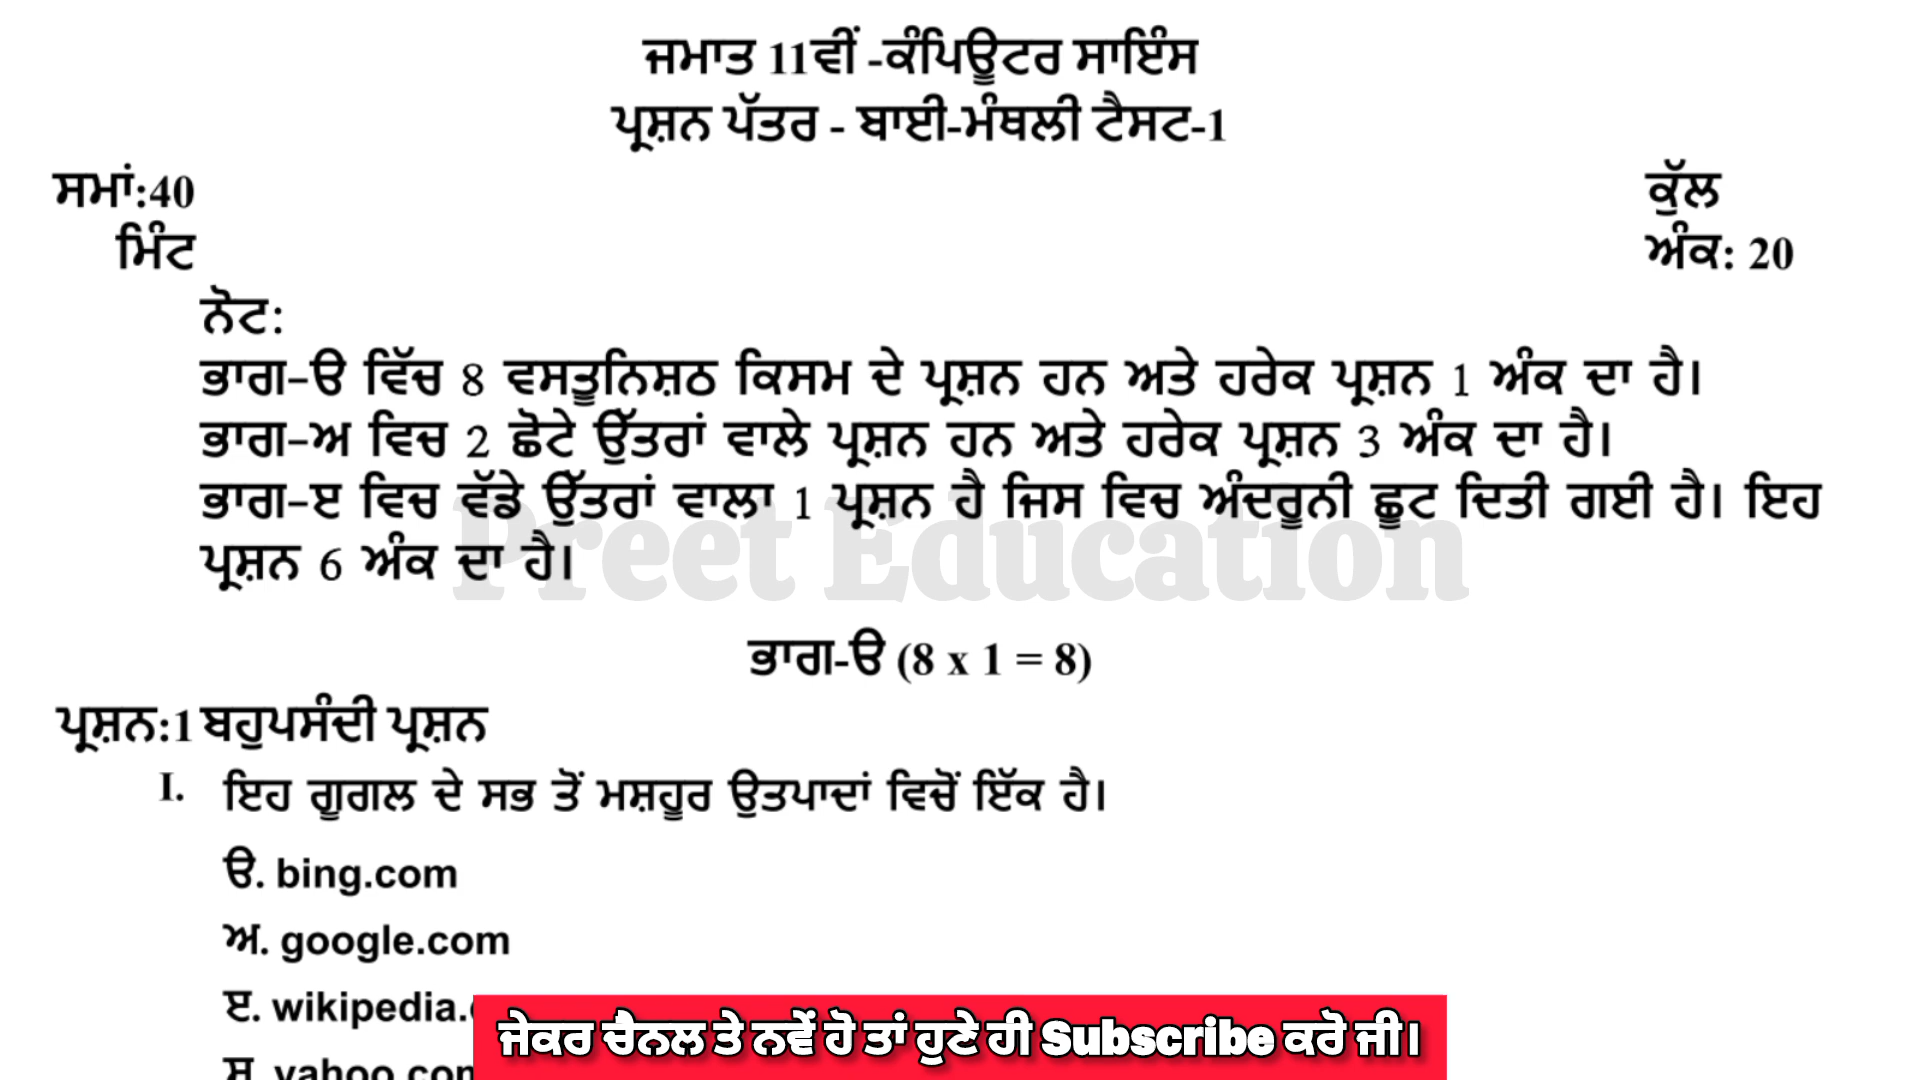 ਜਮਾਤ 11ਵੀਂ -ਕੰਪਿਊਟਰ ਸਾਇੰਸ
ਪ੍ਰਸ਼ਨ ਪੱਤਰ - ਬਾਈ-ਮੰਥਲੀ ਟੈਸਟ-1
ਸਮਾਂ:40 ਕੁੱਲ
ਮਿੰਟ ਅੰਕ: 20
ਨੋਟ:
ਭਾਗ-ੳ ਵਿੱਚ 8 ਵਸਤੂਨਿਸ਼ਠ ਕਿਸਮ ਦੇ ਪ੍ਰਸ਼ਨ ਹਨ ਅਤੇ ਹਰੇਕ ਪ੍ਰਸ਼ਨ 1 ਅੰਕ ਦਾ ਹੈ।
ਭਾਗ-ਅ ਵਿਚ 2 ਛੋਟੇ ਉੱਤਰਾਂ ਵਾਲੇ ਪ੍ਰਸ਼ਨ ਹਨ ਅਤੇ ਹਰੇਕ ਪ੍ਰਸ਼ਨ 3 ਅੰਕ ਦਾ ਹੈ।
ਭਾਗ-ੲ ਵਿਚ ਵੱਡੇ ਉੱਤਰਾਂ ਵਾਲਾ 1 ਪ੍ਰਸ਼ਨ ਹੈ ਜਿਸ ਵਿਚ ਅੰਦਰੂਨੀ ਛੂਟ ਦਿਤੀ ਗਈ ਹੈ। ਇਹ
ਪ੍ਰਸ਼ਨ 6 ਅੰਕ ਦਾ ਹੈ।
Preet Education
ਭਾਗ-ੳ (8 x 1 = 8)
ਪ੍ਰਸ਼ਨ:1 ਬਹੁਪਸੰਦੀ ਪ੍ਰਸ਼ਨ
I. ਇਹ ਗੂਗਲ ਦੇ ਸਭ ਤੋਂ ਮਸ਼ਹੂਰ ਉਤਪਾਦਾਂ ਵਿਚੋਂ ਇੱਕ ਹੈ।
ੳ. bing.com
ਅ. google.com
ੲ. wikipedia.
ਸ. yahoo.com
ਜੇਕਰ ਚੈਨਲ ਤੇ ਨਵੇਂ ਹੋ ਤਾਂ ਹੁਣੇ ਹੀ Subscribe ਕਰੋ ਜੀ।